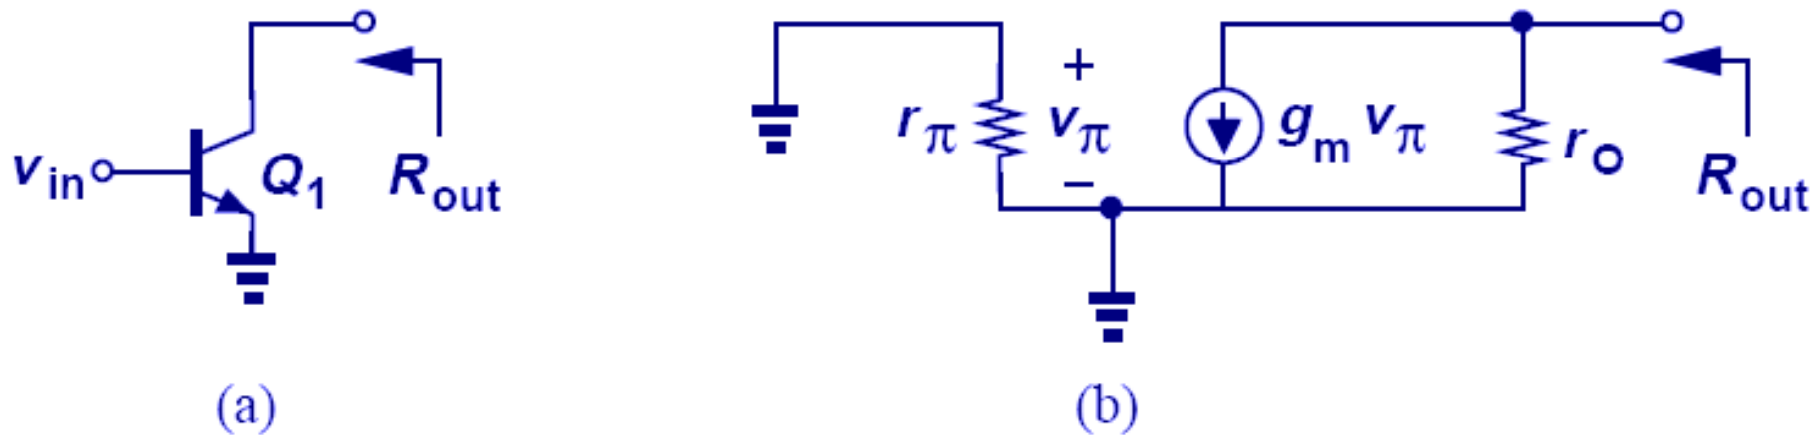 v_in Q_1 R_out
r_π + v_π − g_m v_π r_O R_out
(a) (b)